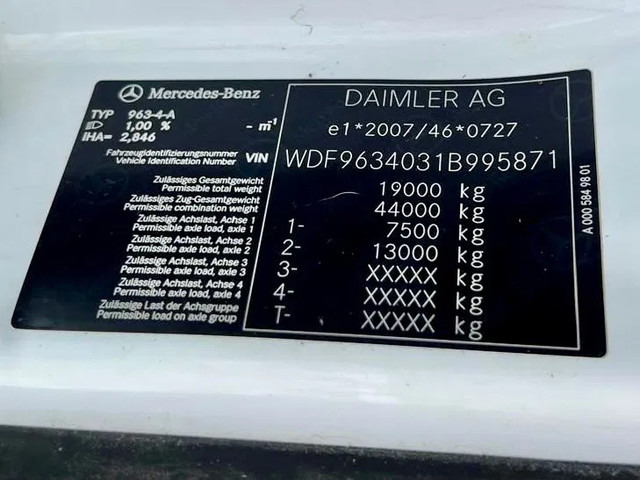 Mercedes-Benz
DAIMLER AG
TYP 963-4-A
1,00 % - m⁻¹
IHA= 2,846
e1*2007/46*0727
Fahrzeugidentifizierungsnummer
Vehicle Identification Number VIN WDF9634031B995871
Zulässiges Gesamtgewicht
Permissible total weight 19000 kg
Zulässiges Zug-Gesamtgewicht
Permissible combination weight 44000 kg
Zulässige Achslast, Achse 1
Permissible axle load, axle 1 1- 7500 kg
Zulässige Achslast, Achse 2
Permissible axle load, axle 2 2- 13000 kg
Zulässige Achslast, Achse 3
Permissible axle load, axle 3 3- XXXXX kg
Zulässige Achslast, Achse 4
Permissible axle load, axle 4 4- XXXXX kg
Zulässige Last der Achsgruppe
Permissible load on axle group T- XXXXX kg
A 000 584 98 01